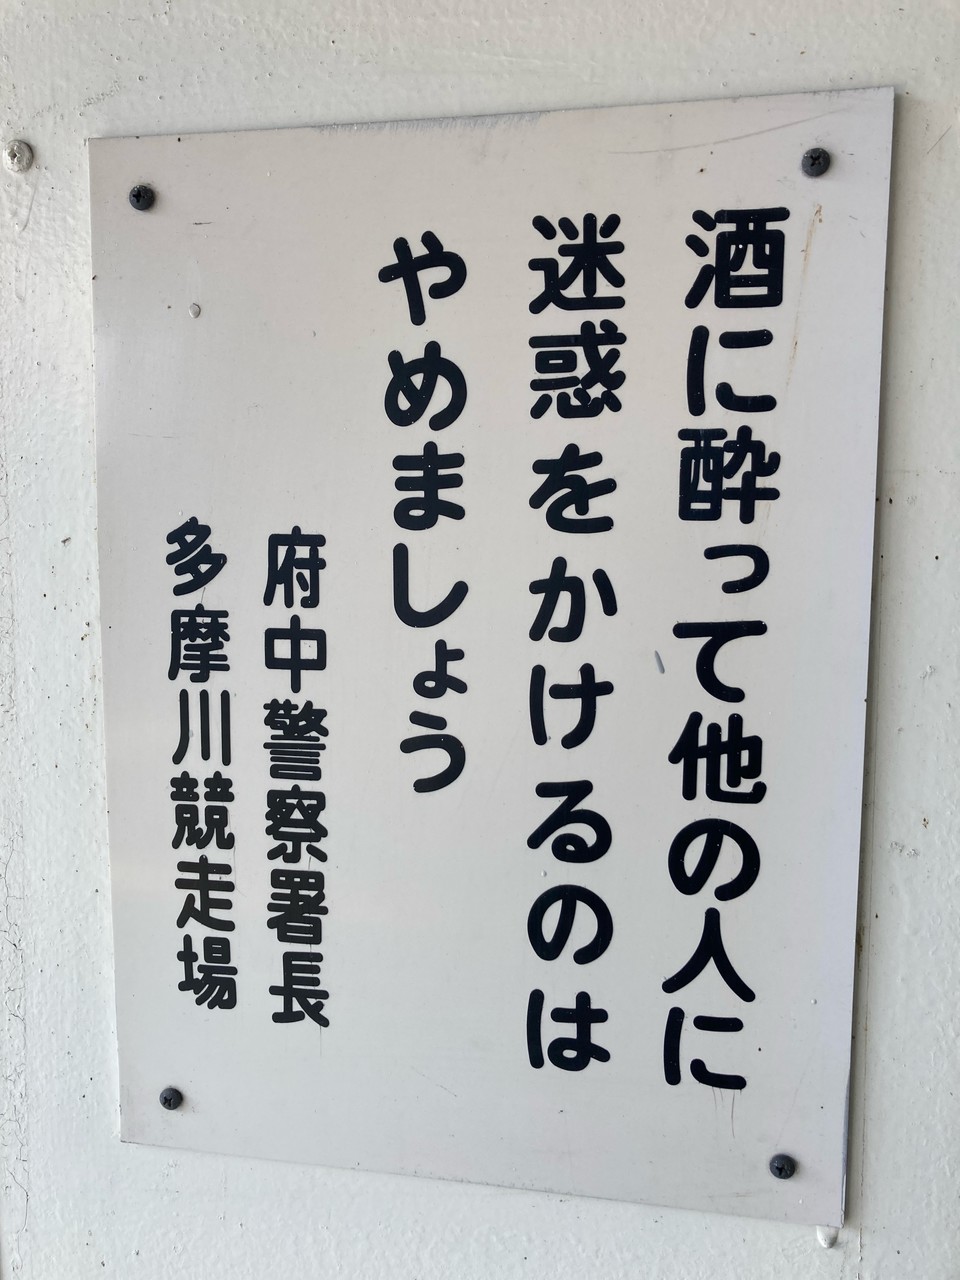 酒に酔って他の人に
迷惑をかけるのは
やめましょう
府中警察署長
多摩川競走場